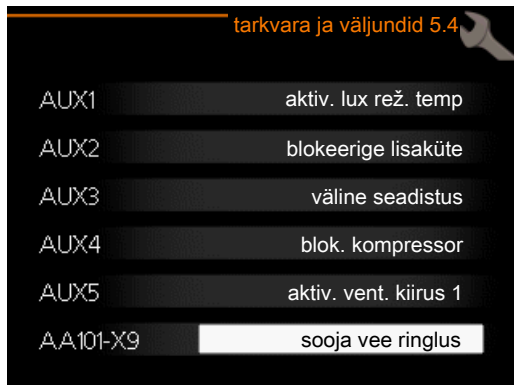 tarkvara ja väljundid 5.4
AUX1 aktiv. lux rež. temp
AUX2 blokeerige lisaküte
AUX3 väline seadistus
AUX4 blok. kompressor
AUX5 aktiv. vent. kiirus 1
AA101-X9 sooja vee ringlus